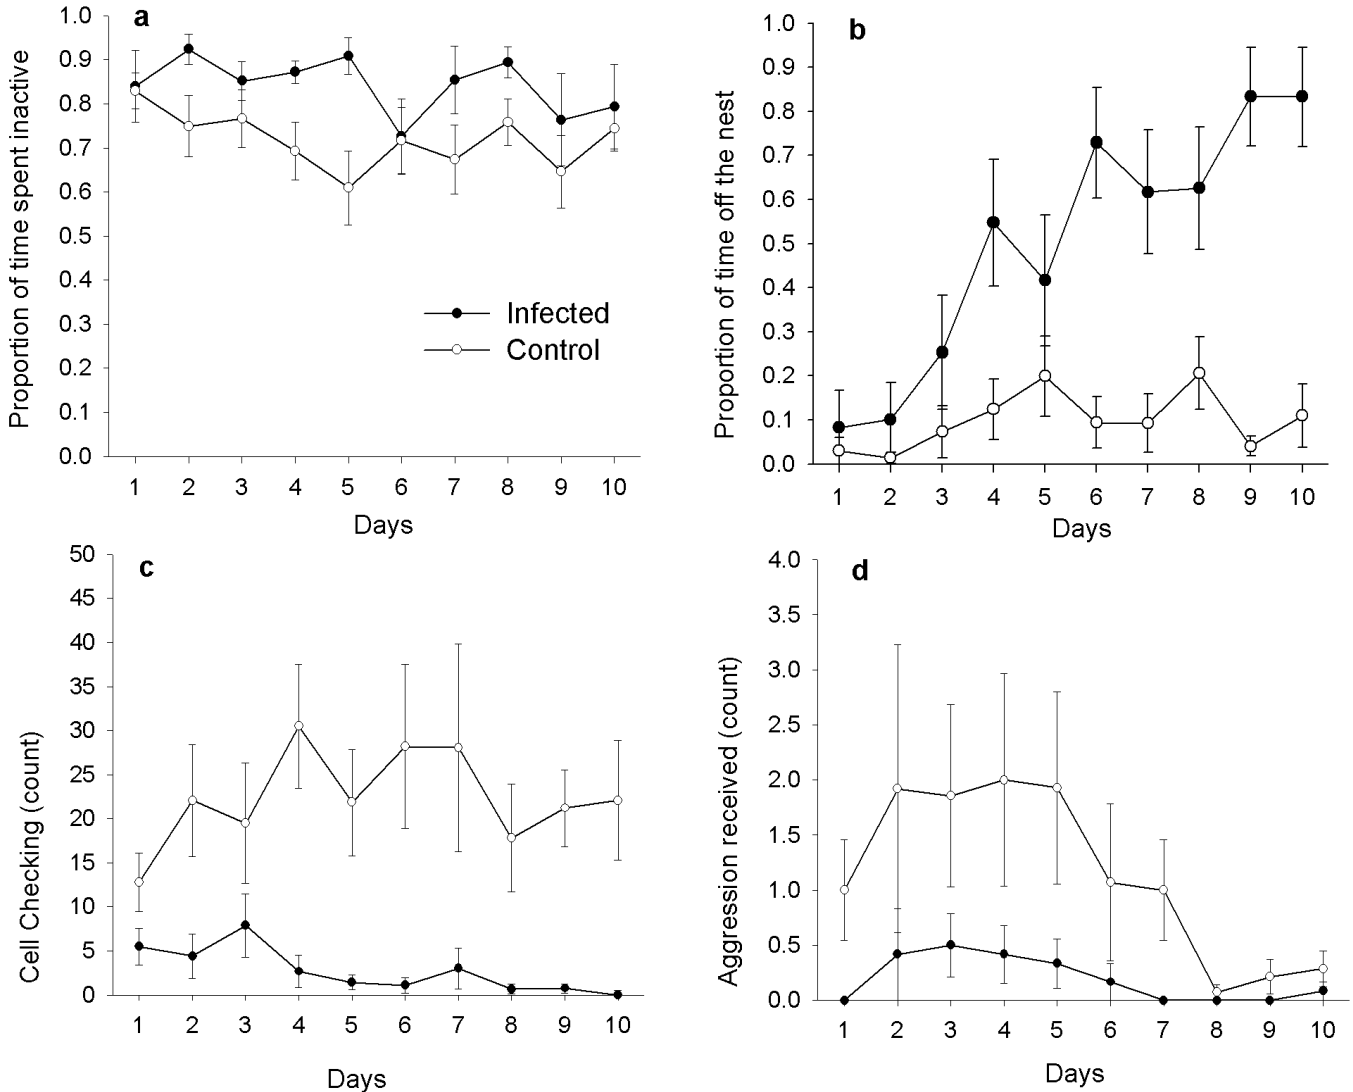 a
Proportion of time spent inactive
1.0
0.9
0.8
0.7
0.6
0.5
0.4
0.3
0.2
0.1
0.0
Infected
Control
1 2 3 4 5 6 7 8 9 10
Days
b
Proportion of time off the nest
1.0
0.9
0.8
0.7
0.6
0.5
0.4
0.3
0.2
0.1
0.0
1 2 3 4 5 6 7 8 9 10
Days
c
Cell Checking (count)
50
45
40
35
30
25
20
15
10
5
0
1 2 3 4 5 6 7 8 9 10
Days
d
Aggression received (count)
4.0
3.5
3.0
2.5
2.0
1.5
1.0
0.5
0.0
1 2 3 4 5 6 7 8 9 10
Days